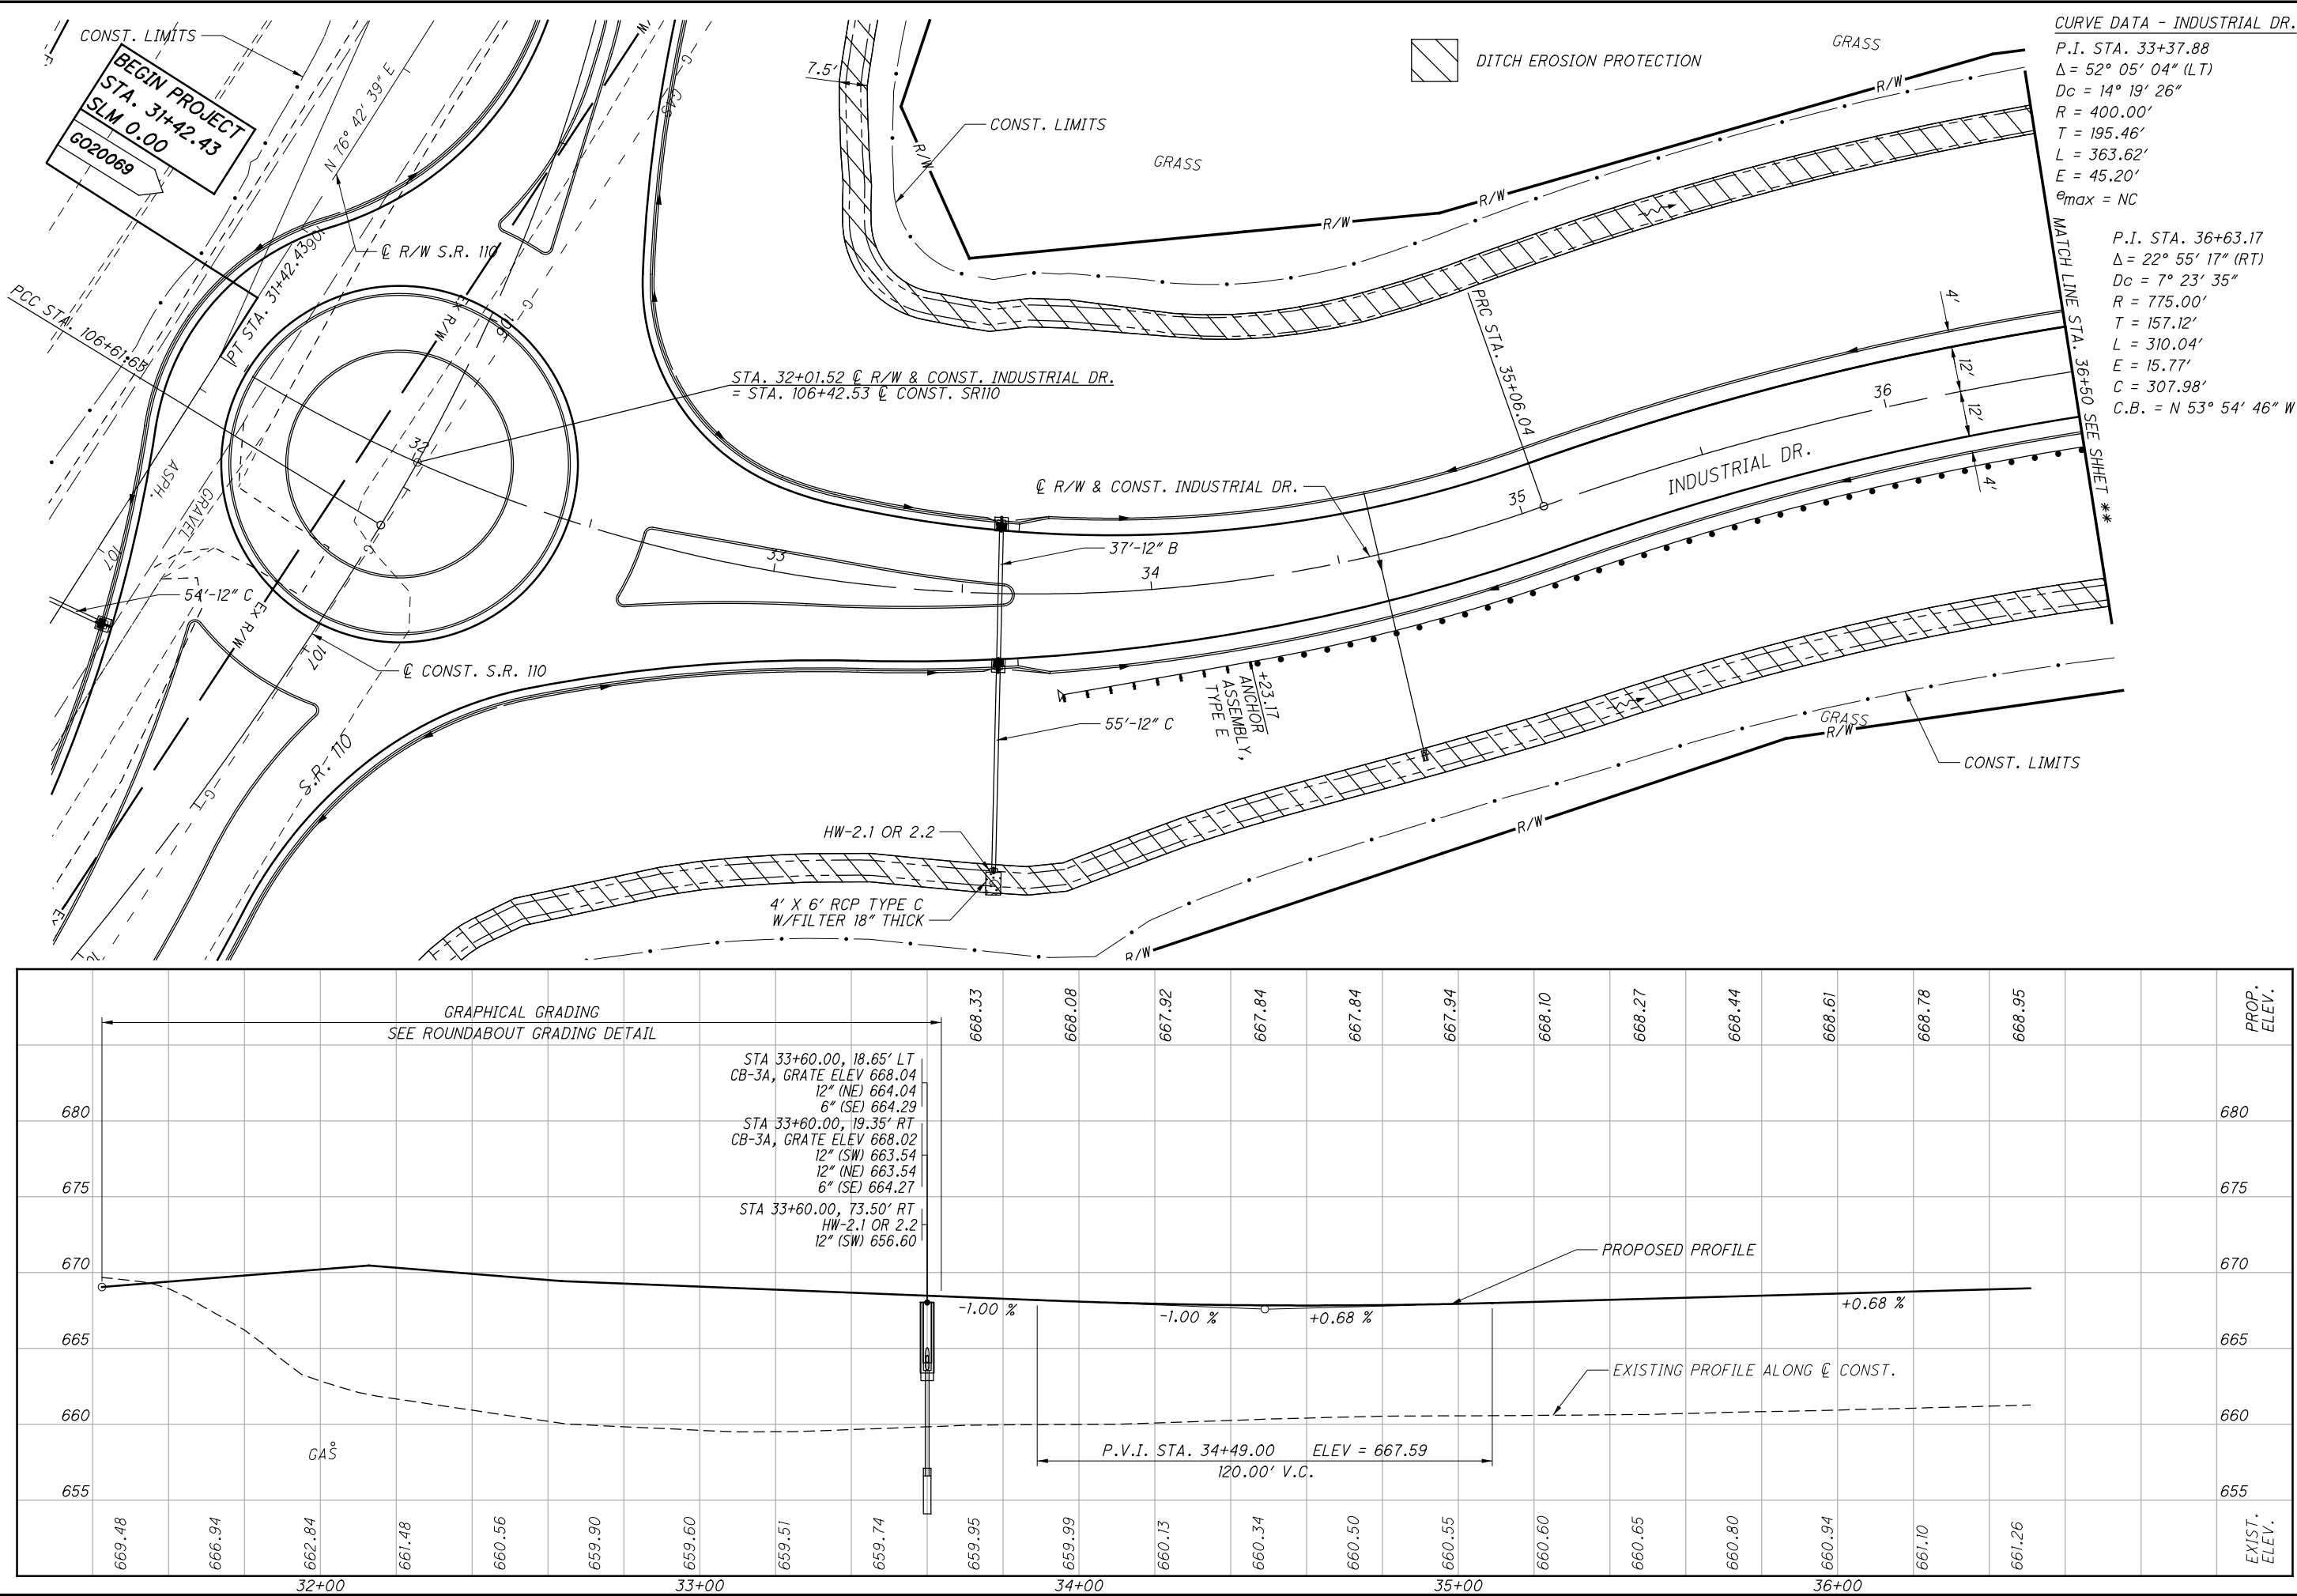 CONST. LIMITS
BEGIN PROJECT
STA. 31+42.43
SLM 0.00
GO20069
N 76° 42' 39" E
℄ R/W S.R. 110
PT STA. 31+42.43
106+90
PCC STA. 106+61.65
EX R/W
G
GAS
106
7.5'
CONST. LIMITS
GRASS
R/W
R/W
R/W
R/W
R/W
DITCH EROSION PROTECTION
GRASS
CURVE DATA - INDUSTRIAL DR.
P.I. STA. 33+37.88
Δ = 52° 05' 04" (LT)
Dc = 14° 19' 26"
R = 400.00'
T = 195.46'
L = 363.62'
E = 45.20'
emax = NC
P.I. STA. 36+63.17
Δ = 22° 55' 17" (RT)
Dc = 7° 23' 35"
R = 775.00'
T = 157.12'
L = 310.04'
E = 15.77'
C = 307.98'
C.B. = N 53° 54' 46" W
MATCH LINE STA. 36+50 SEE SHHET **
STA. 32+01.52 ℄ R/W & CONST. INDUSTRIAL DR.
= STA. 106+42.53 ℄ CONST. SR110
PRC STA. 35+06.04
4'
12'
12'
4'
32
33
34
35
36
INDUSTRIAL DR.
℄ R/W & CONST. INDUSTRIAL DR.
37'-12" B
ASPH.
GRAVEL
107
54'-12" C
EX R/W
107
℄ CONST. S.R. 110
S.R. 110
G
55'-12" C
+23.17
ANCHOR
ASSEMBLY,
TYPE E
GRASS
R/W
CONST. LIMITS
R/W
R/W
HW-2.1 OR 2.2
4' X 6' RCP TYPE C
W/FILTER 18" THICK
GRAPHICAL GRADING
SEE ROUNDABOUT GRADING DETAIL
668.33 668.08 667.92 667.84 667.84 667.94 668.10 668.27 668.44 668.61 668.78 668.95
PROP.
ELEV.
STA 33+60.00, 18.65' LT
CB-3A, GRATE ELEV 668.04
12" (NE) 664.04
6" (SE) 664.29
STA 33+60.00, 19.35' RT
CB-3A, GRATE ELEV 668.02
12" (SW) 663.54
12" (NE) 663.54
6" (SE) 664.27
STA 33+60.00, 73.50' RT
HW-2.1 OR 2.2
12" (SW) 656.60
680 680
675 675
670 670
665 665
660 660
655 655
PROPOSED PROFILE
-1.00 %
-1.00 %
+0.68 %
+0.68 %
EXISTING PROFILE ALONG ℄ CONST.
GAS
P.V.I. STA. 34+49.00 ELEV = 667.59
120.00' V.C.
669.48 666.94 662.84 661.48 660.56 659.90 659.60 659.51 659.74 659.95 659.99 660.13 660.34 660.50 660.55 660.60 660.65 660.80 660.94 661.10 661.26
EXIST.
ELEV.
32+00 33+00 34+00 35+00 36+00